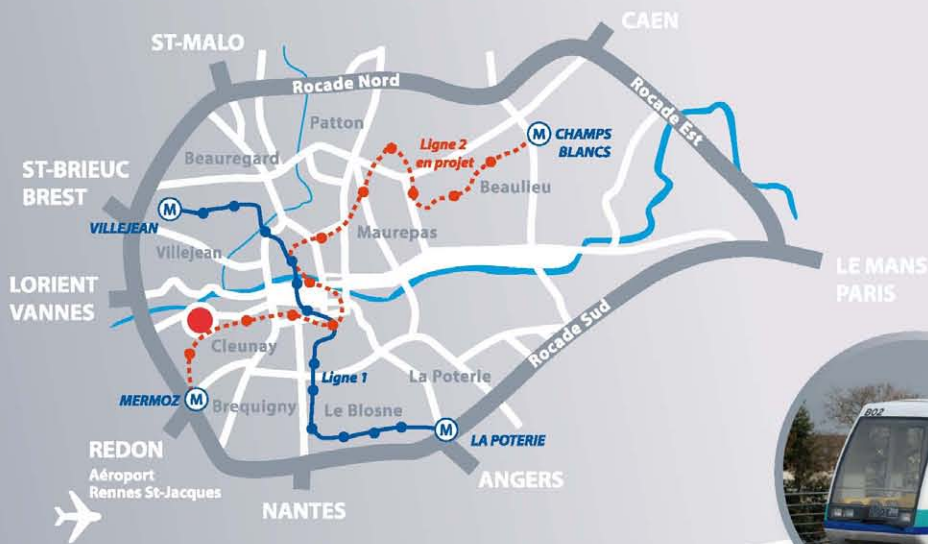 CAEN
ST-MALO
Rocade Nord
Rocade Est
Patton
Ligne 2
en projet
M
CHAMPS
BLANCS
Beauregard
ST-BRIEUC
BREST
Beaulieu
M
VILLEJEAN
Maurepas
Villejean
LORIENT
VANNES
LE MANS
PARIS
Rocade Sud
Cleunay
Ligne 1
La Poterie
MERMOZ
M
Brequigny
Le Blosne
M
LA POTERIE
REDON
Aéroport
Rennes St-Jacques
ANGERS
NANTES
BOZ